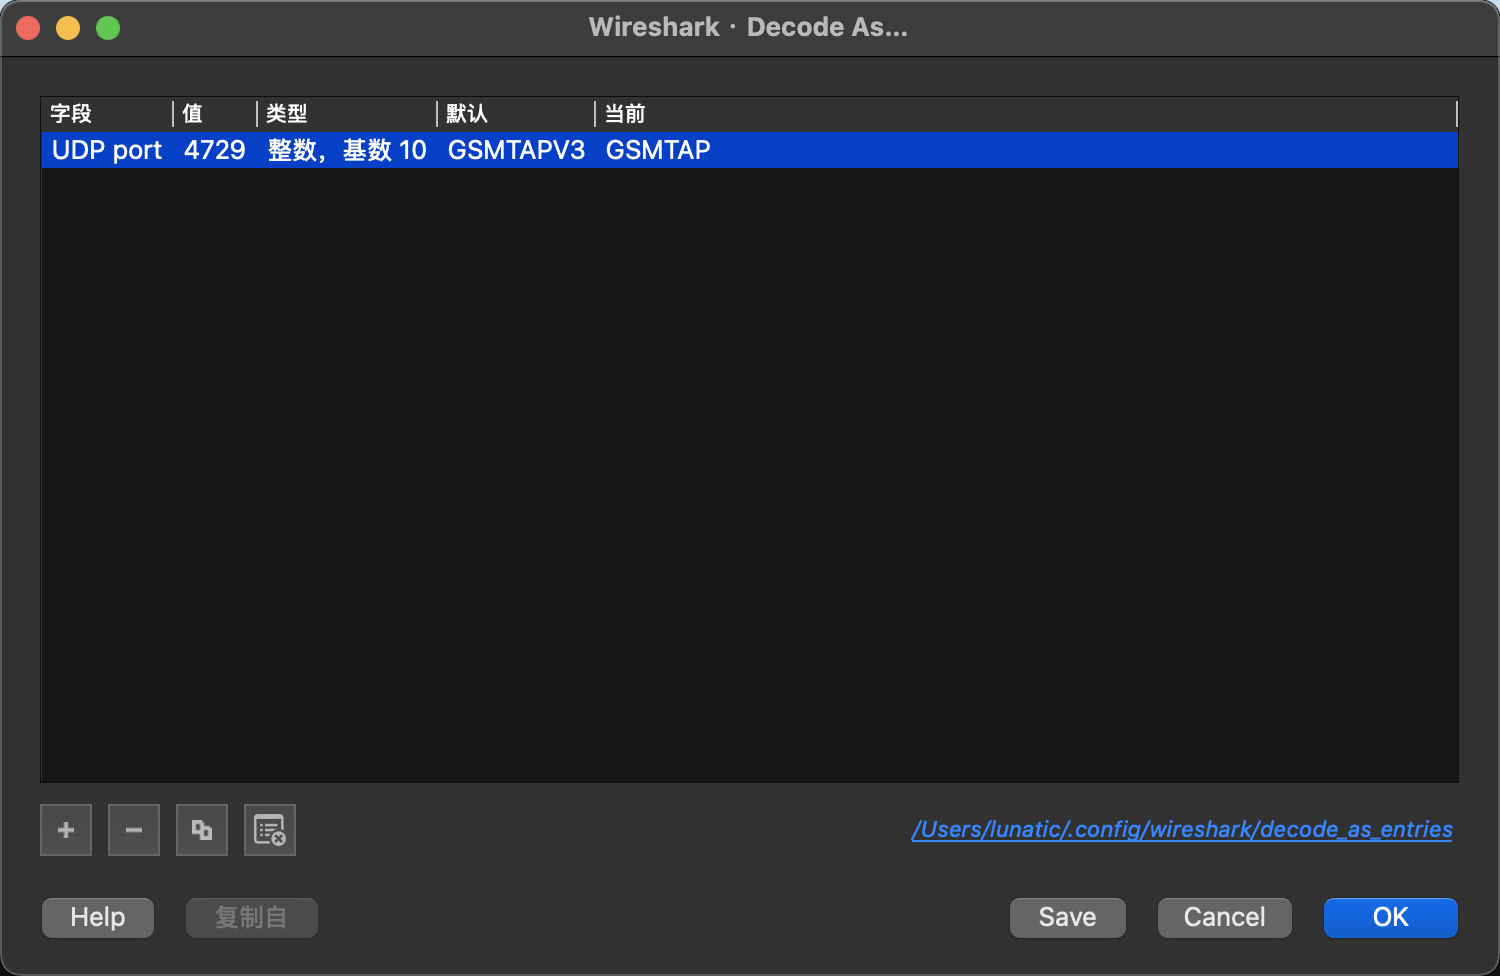 Wireshark · Decode As...
字段 值 类型 默认 当前
UDP port 4729 整数，基数 10 GSMTAPV3 GSMTAP
/Users/lunatic/.config/wireshark/decode_as_entries
Help 复制自 Save Cancel OK